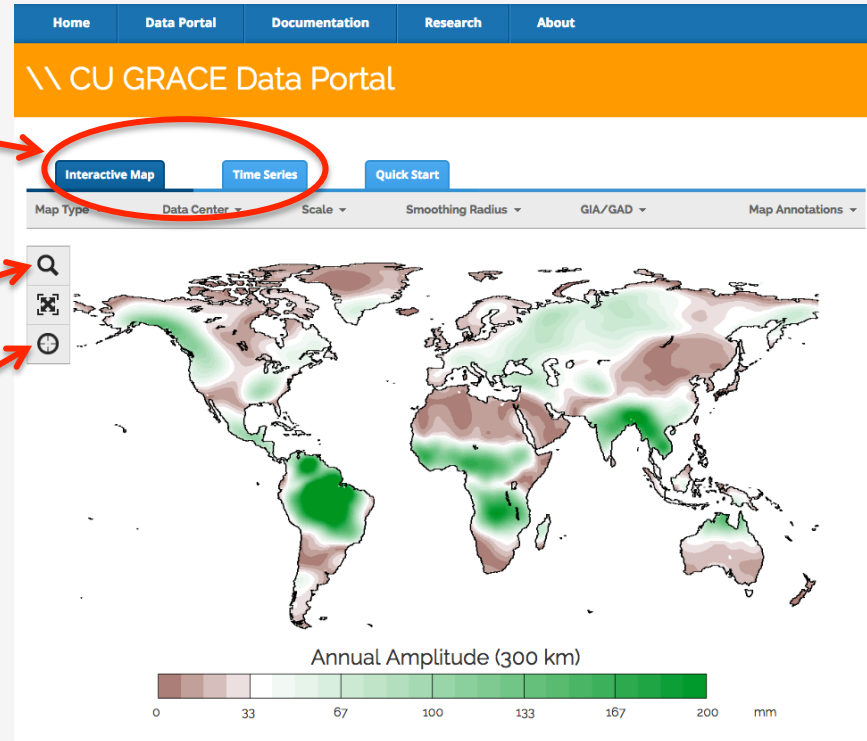 Home Data Portal Documentation Research About
\\ CU GRACE Data Portal
Interactive Map Time Series Quick Start
Map Type Data Center Scale Smoothing Radius GIA/GAD Map Annotations
Annual Amplitude (300 km)
0 33 67 100 133 167 200 mm